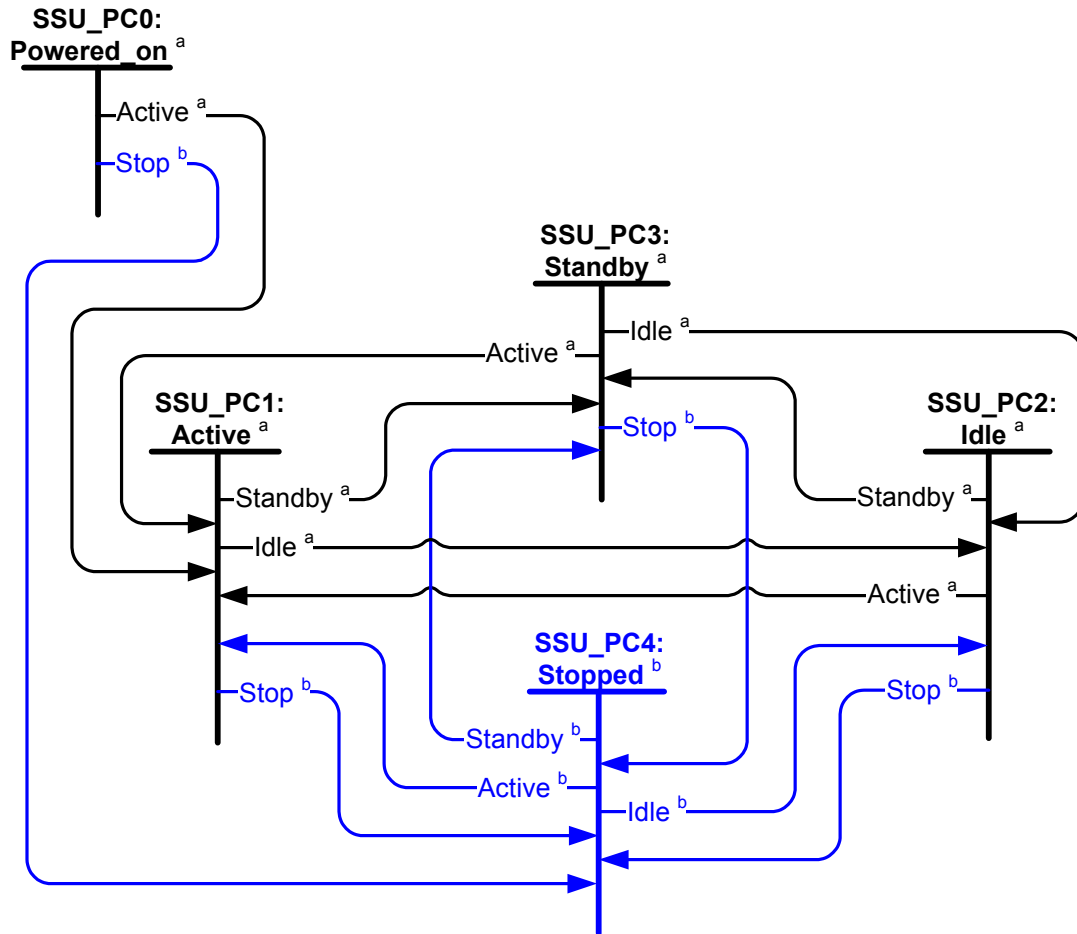 SSU_PC0:
Powered_on a
Active a
Stop b
SSU_PC3:
Standby a
Idle a
Active a
SSU_PC1:
Active a
SSU_PC2:
Idle a
Stop b
Standby a
Standby a
Idle a
Active a
SSU_PC4:
Stopped b
Stop b
Stop b
Standby b
Active b
Idle b